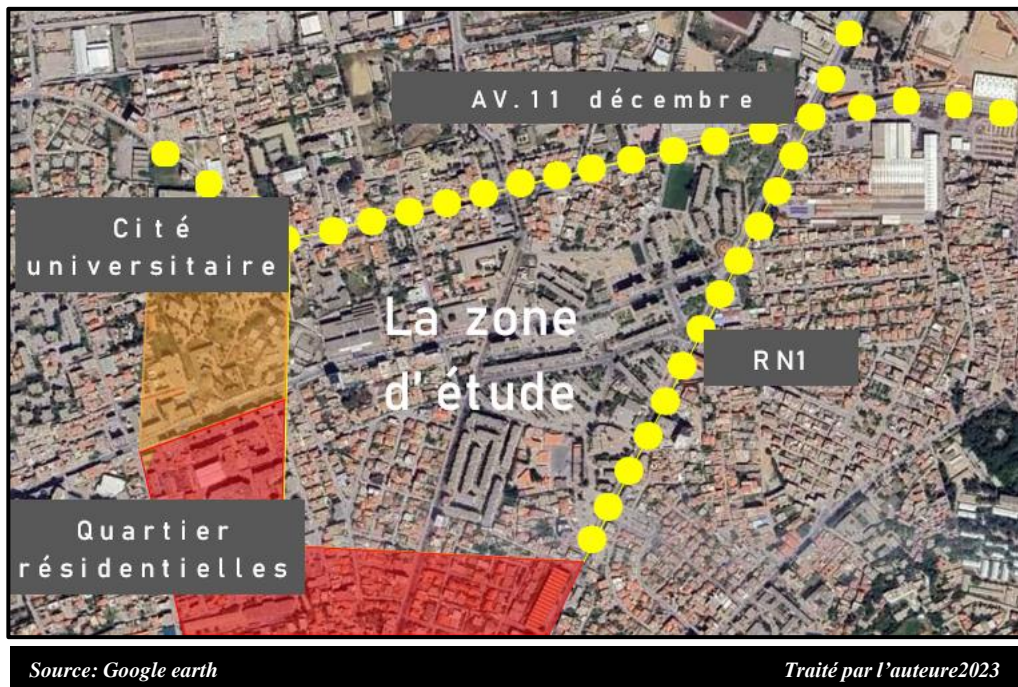 AV.11 décembre
Cité
universitaire
La zone
d'étude
RN1
Quartier
résidentielles
Source: Google earth
Traité par l'auteure2023